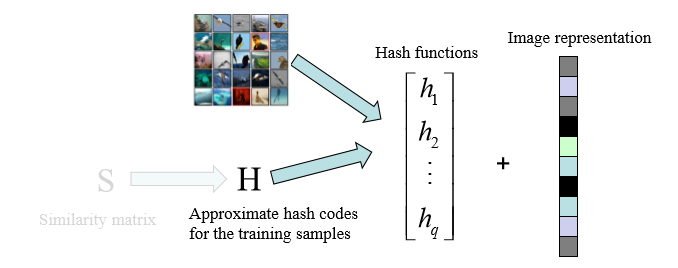 Image representation
Hash functions
h1
h2
⋮
hq
+
S
H
Similarity matrix
Approximate hash codes
for the training samples